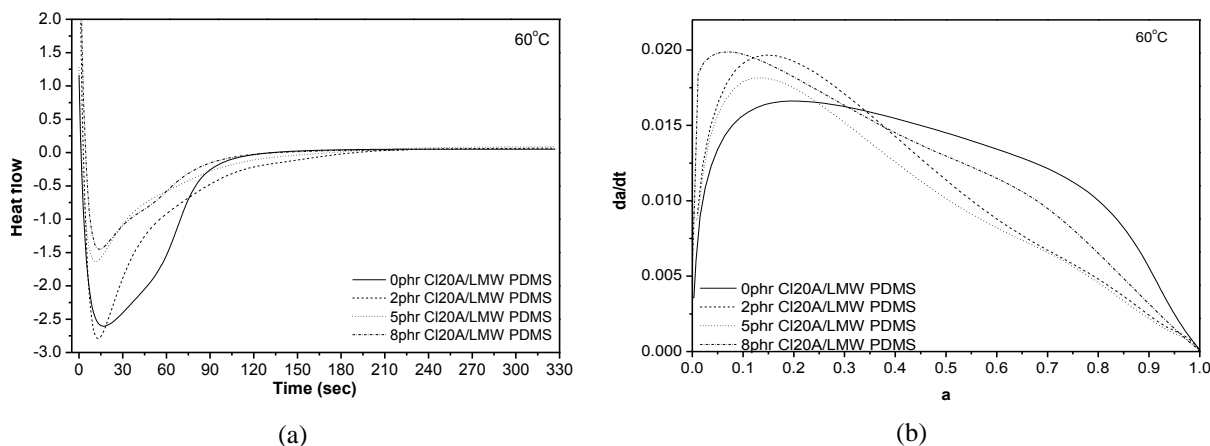 2.0
1.5
1.0
0.5
0.0
-0.5
-1.0
-1.5
-2.0
-2.5
-3.0
Heat flow
60°C
0phr Cl20A/LMW PDMS
2phr Cl20A/LMW PDMS
5phr Cl20A/LMW PDMS
8phr Cl20A/LMW PDMS
0 30 60 90 120 150 180 210 240 270 300 330
Time (sec)
(a)
0.020
0.015
0.010
0.005
0.000
da/dt
60°C
0phr Cl20A/LMW PDMS
2phr Cl20A/LMW PDMS
5phr Cl20A/LMW PDMS
8phr Cl20A/LMW PDMS
0.0 0.1 0.2 0.3 0.4 0.5 0.6 0.7 0.8 0.9 1.0
a
(b)